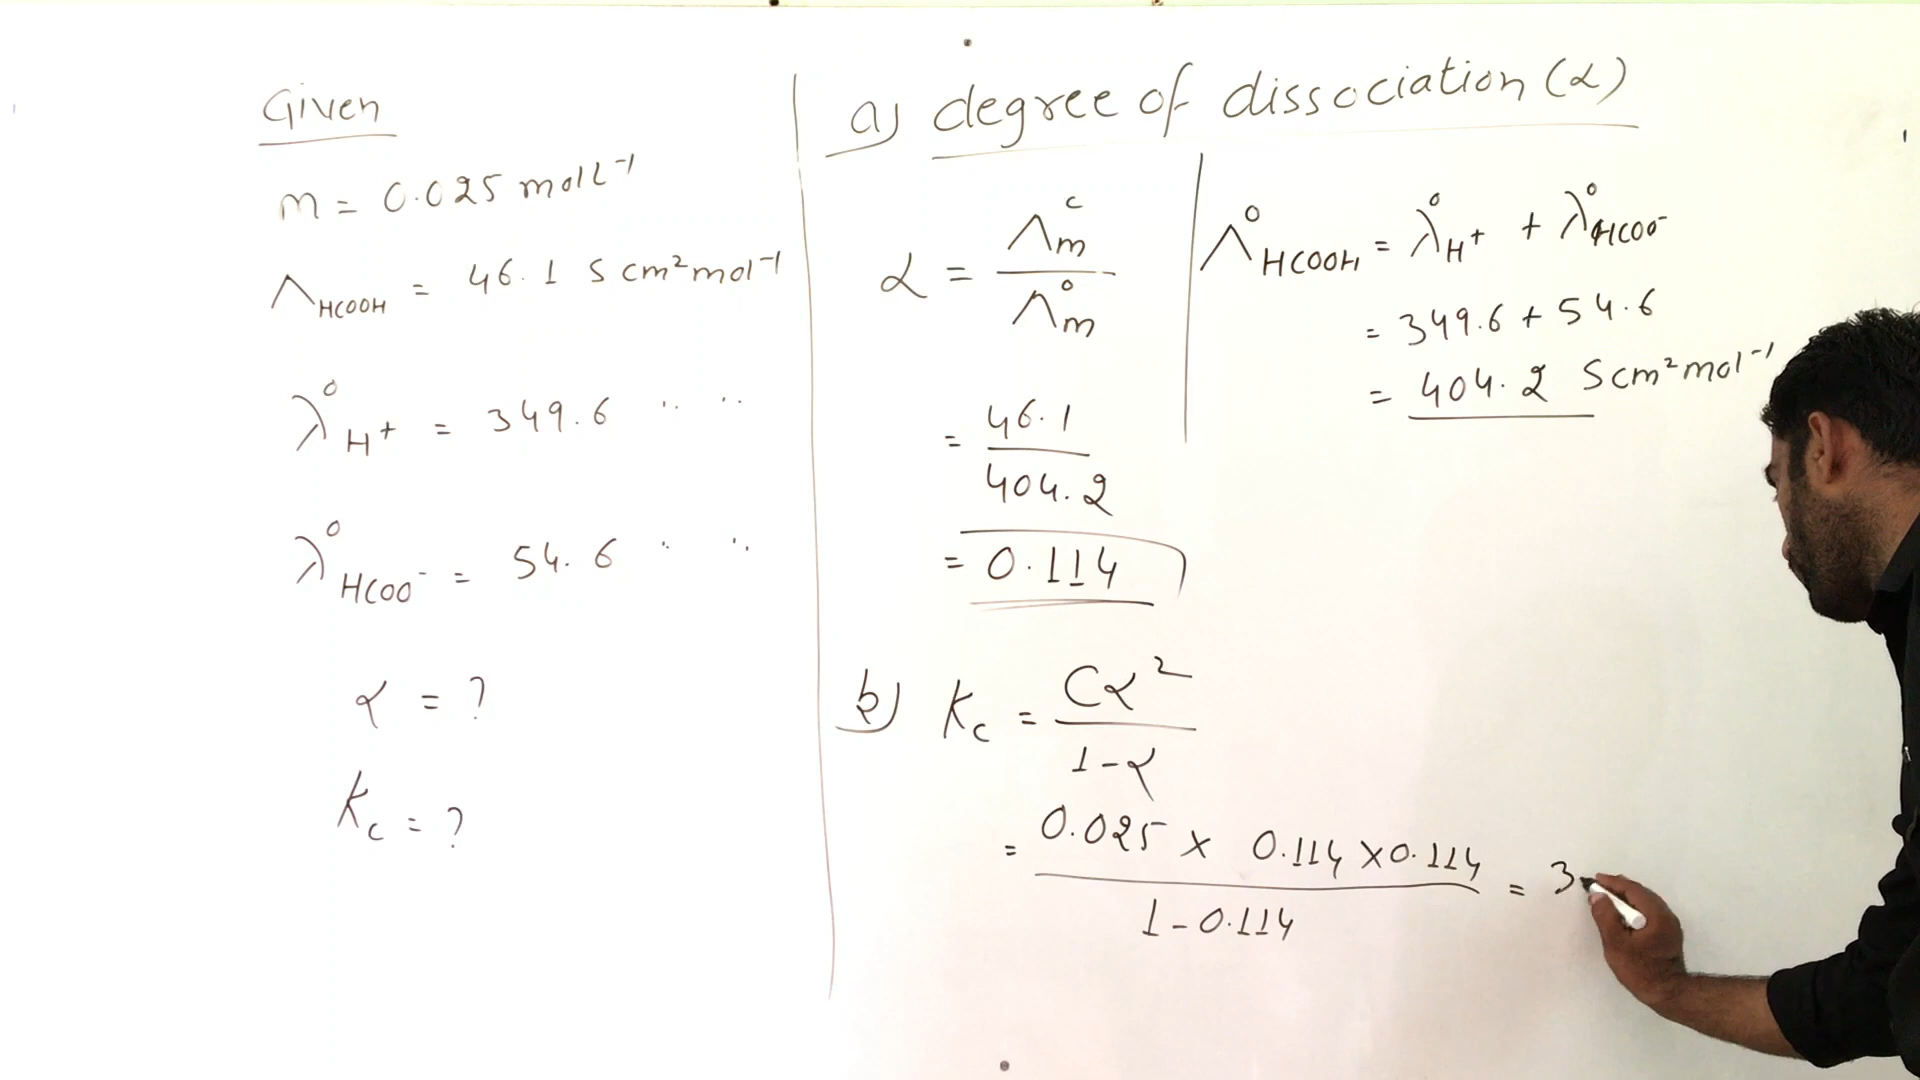 Given
m = 0.025 mol L⁻¹
Λ HCOOH = 46.1 S cm² mol⁻¹
λ° H⁺ = 349.6 ,, ,,
λ° HCOO⁻ = 54.6 ,, ,,
α = ?
Kc = ?
a) degree of dissociation (α)
α = Λᶜm / Λ°m
= 46.1 / 404.2
= 0.114
Λ° HCOOH = λ° H⁺ + λ° HCOO⁻
= 349.6 + 54.6
= 404.2 S cm² mol⁻¹
b) Kc = Cα² / 1-α
= 0.025 × 0.114 × 0.114 / 1 - 0.114 = 3